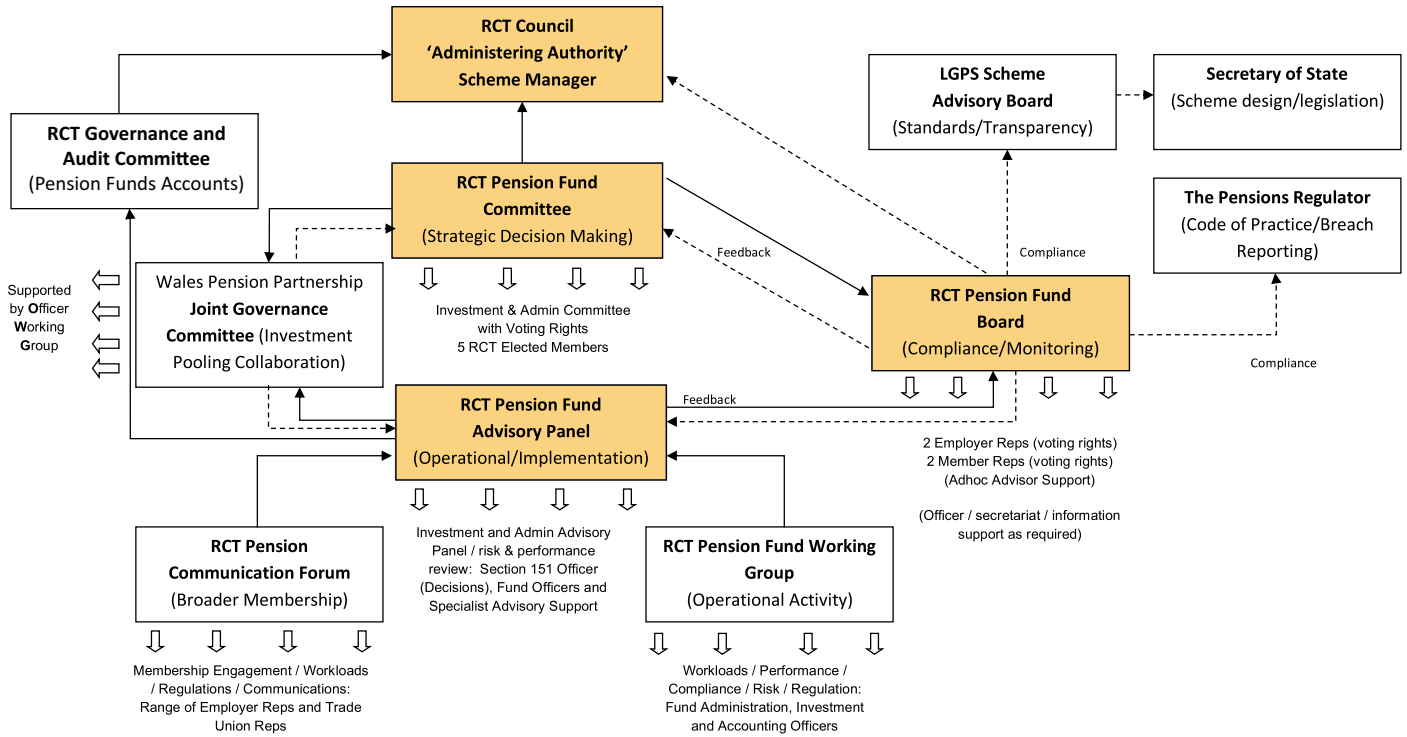 RCT Council
‘Administering Authority’
Scheme Manager
LGPS Scheme
Advisory Board
(Standards/Transparency)
Secretary of State
(Scheme design/legislation)
RCT Governance and
Audit Committee
(Pension Funds Accounts)
RCT Pension Fund
Committee
(Strategic Decision Making)
The Pensions Regulator
(Code of Practice/Breach
Reporting)
Feedback
Compliance
Wales Pension Partnership
Joint Governance
Committee (Investment
Pooling Collaboration)
Supported
by Officer
Working
Group
Investment & Admin Committee
with Voting Rights
5 RCT Elected Members
RCT Pension Fund
Board
(Compliance/Monitoring)
Compliance
RCT Pension Fund
Advisory Panel
(Operational/Implementation)
Feedback
2 Employer Reps (voting rights)
2 Member Reps (voting rights)
(Adhoc Advisor Support)
(Officer / secretariat / information
support as required)
Investment and Admin Advisory
Panel / risk & performance
review: Section 151 Officer
(Decisions), Fund Officers and
Specialist Advisory Support
RCT Pension
Communication Forum
(Broader Membership)
RCT Pension Fund Working
Group
(Operational Activity)
Membership Engagement / Workloads
/ Regulations / Communications:
Range of Employer Reps and Trade
Union Reps
Workloads / Performance /
Compliance / Risk / Regulation:
Fund Administration, Investment
and Accounting Officers